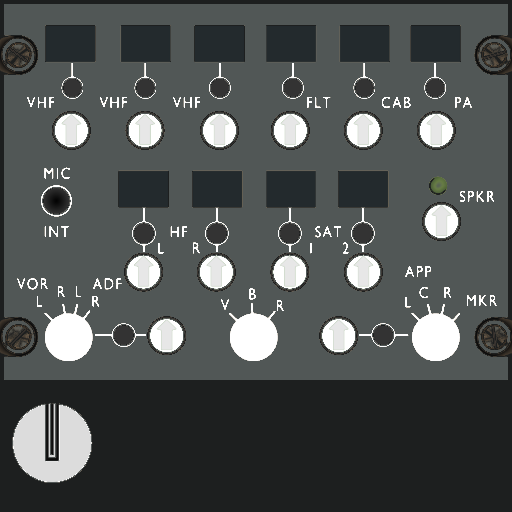 VHF VHF VHF FLT CAB PA
MIC
SPKR
INT HF SAT
L R 1 2
APP
VOR ADF
L R L R V B R L C R MKR